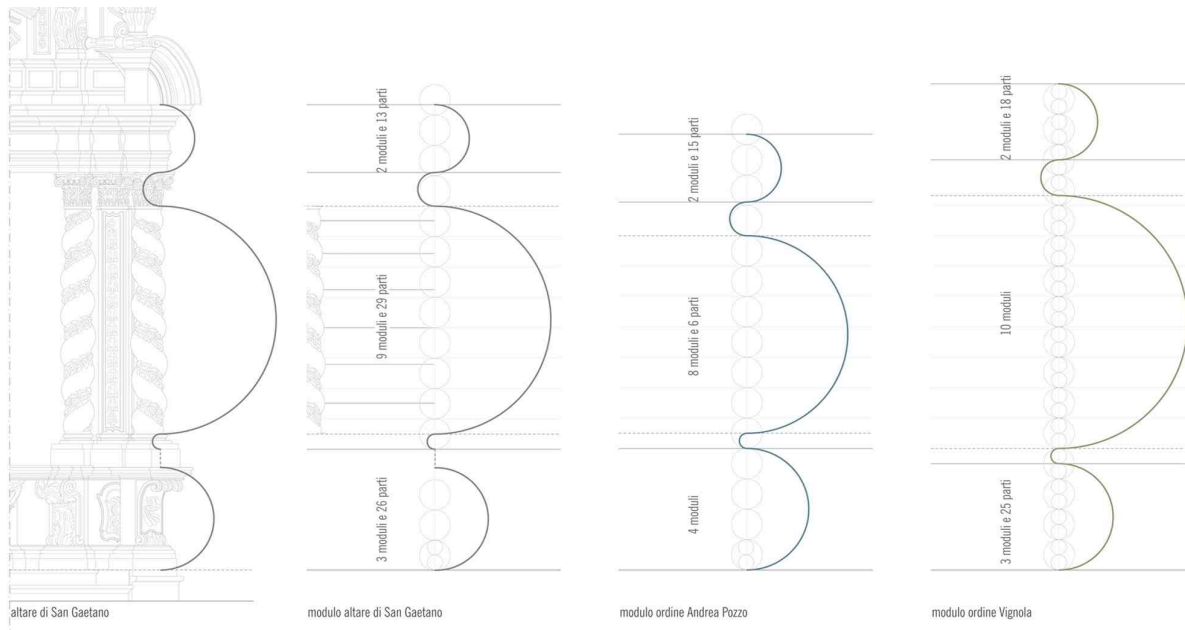 2 moduli e 13 parti
9 moduli e 29 parti
3 moduli e 26 parti
2 moduli e 15 parti
8 moduli e 6 parti
4 moduli
2 moduli e 18 parti
10 moduli
3 moduli e 25 parti
altare di San Gaetano
modulo altare di San Gaetano
modulo ordine Andrea Pozzo
modulo ordine Vignola